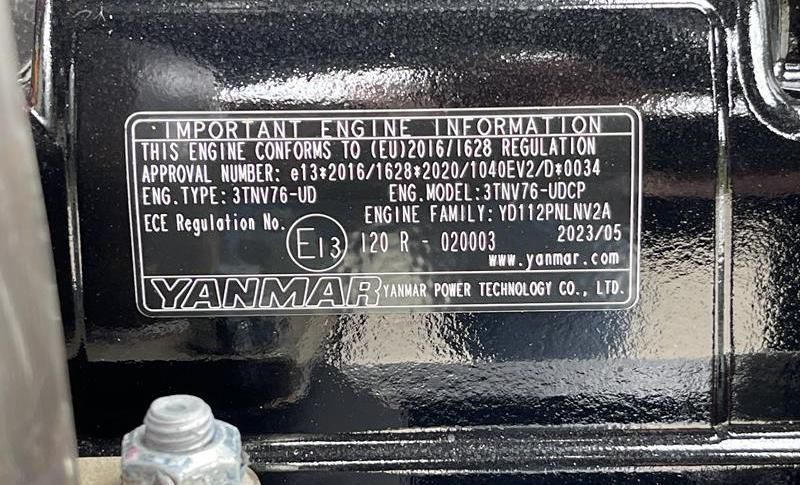 IMPORTANT ENGINE INFORMATION
THIS ENGINE CONFORMS TO (EU)2016/1628 REGULATION
APPROVAL NUMBER: e13*2016/1628*2020/1040EV2/D*0034
ENG.TYPE: 3TNV76-UD ENG.MODEL:3TNV76-UDCP
ENGINE FAMILY: YD112PNLNV2A
ECE Regulation No. E13 120 R - 020003 2023/05
www.yanmar.com
YANMAR YANMAR POWER TECHNOLOGY CO., LTD.